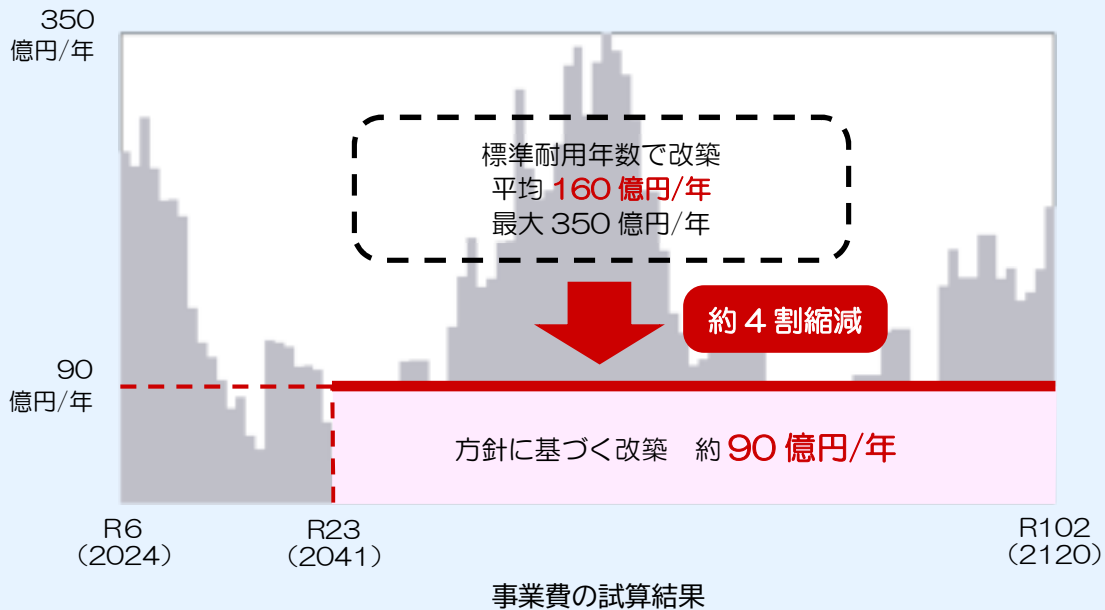 350
億円/年
標準耐用年数で改築
平均 160 億円/年
最大 350 億円/年
約 4 割縮減
90
億円/年
方針に基づく改築　約 90 億円/年
R6
（2024）
R23
（2041）
R102
（2120）
事業費の試算結果